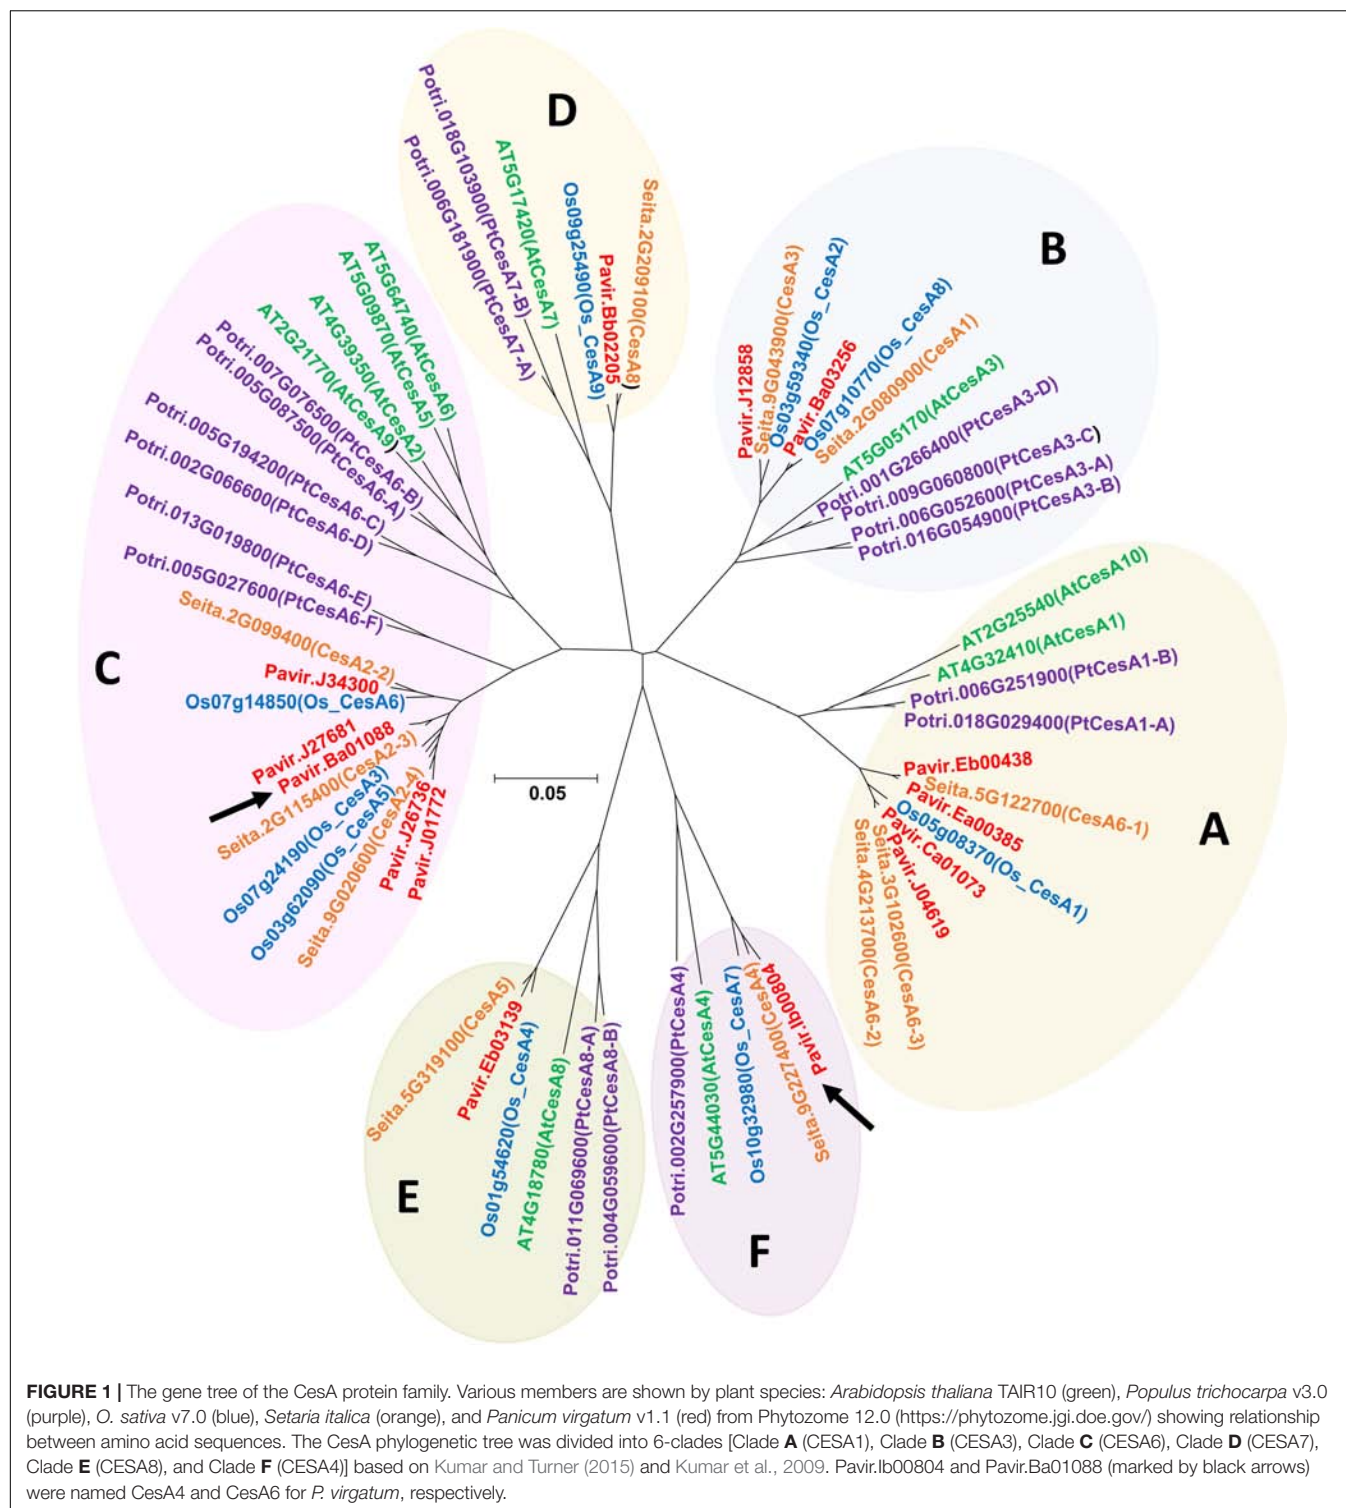 D
Potri.018G103900(PtCesA7-B)
Potri.006G181900(PtCesA7-A)
AT5G17420(AtCesA7)
Os09g25490(Os_CesA9)
Pavir.Bb02205
Seita.2G209100(CesA8)
B
Pavir.J12858
Seita.9G043900(CesA3)
Os03g59340(Os_CesA2)
Pavir.Ba03256
Os07g10770(Os_CesA8)
Seita.2G080900(CesA1)
AT5G05170(AtCesA3)
Potri.001G266400(PtCesA3-D)
Potri.009G060800(PtCesA3-C)
Potri.006G052600(PtCesA3-A)
Potri.016G054900(PtCesA3-B)
AT2G25540(AtCesA10)
AT4G32410(AtCesA1)
Potri.006G251900(PtCesA1-B)
Potri.018G029400(PtCesA1-A)
Pavir.Eb00438
Seita.5G122700(CesA6-1)
Pavir.Ea00385
Os05g08370(Os_CesA1)
Pavir.Ca01073
Pavir.J04619
Seita.3G102600(CesA6-3)
Seita.4G213700(CesA6-2)
A
AT5G64740(AtCesA6)
AT5G09870(AtCesA5)
AT4G39350(AtCesA2)
AT2G21770(AtCesA9)
Potri.007G076500(PtCesA6-B)
Potri.005G087500(PtCesA6-A)
Potri.005G194200(PtCesA6-C)
Potri.002G066600(PtCesA6-D)
Potri.013G019800(PtCesA6-E)
Potri.005G027600(PtCesA6-F)
Seita.2G099400(CesA2-2)
C
Pavir.J34300
Os07g14850(Os_CesA6)
Pavir.J27681
Pavir.Ba01088
Seita.2G115400(CesA2-3)
Os07g24190(Os_CesA3)
Os03g62090(Os_CesA5)
Seita.9G020600(CesA2-4)
Pavir.J26736
Pavir.J01772
0.05
Seita.5G319100(CesA5)
Pavir.Eb03139
Os01g54620(Os_CesA4)
AT4G18780(AtCesA8)
Potri.011G069600(PtCesA8-A)
Potri.004G059600(PtCesA8-B)
E
Potri.002G257900(PtCesA4)
AT5G44030(AtCesA4)
Os10g32980(Os_CesA7)
Seita.9G227400(CesA4)
Pavir.Ib00804
F
FIGURE 1 | The gene tree of the CesA protein family. Various members are shown by plant species: Arabidopsis thaliana TAIR10 (green), Populus trichocarpa v3.0
(purple), O. sativa v7.0 (blue), Setaria italica (orange), and Panicum virgatum v1.1 (red) from Phytozome 12.0 (https://phytozome.jgi.doe.gov/) showing relationship
between amino acid sequences. The CesA phylogenetic tree was divided into 6-clades [Clade A (CESA1), Clade B (CESA3), Clade C (CESA6), Clade D (CESA7),
Clade E (CESA8), and Clade F (CESA4)] based on Kumar and Turner (2015) and Kumar et al., 2009. Pavir.Ib00804 and Pavir.Ba01088 (marked by black arrows)
were named CesA4 and CesA6 for P. virgatum, respectively.